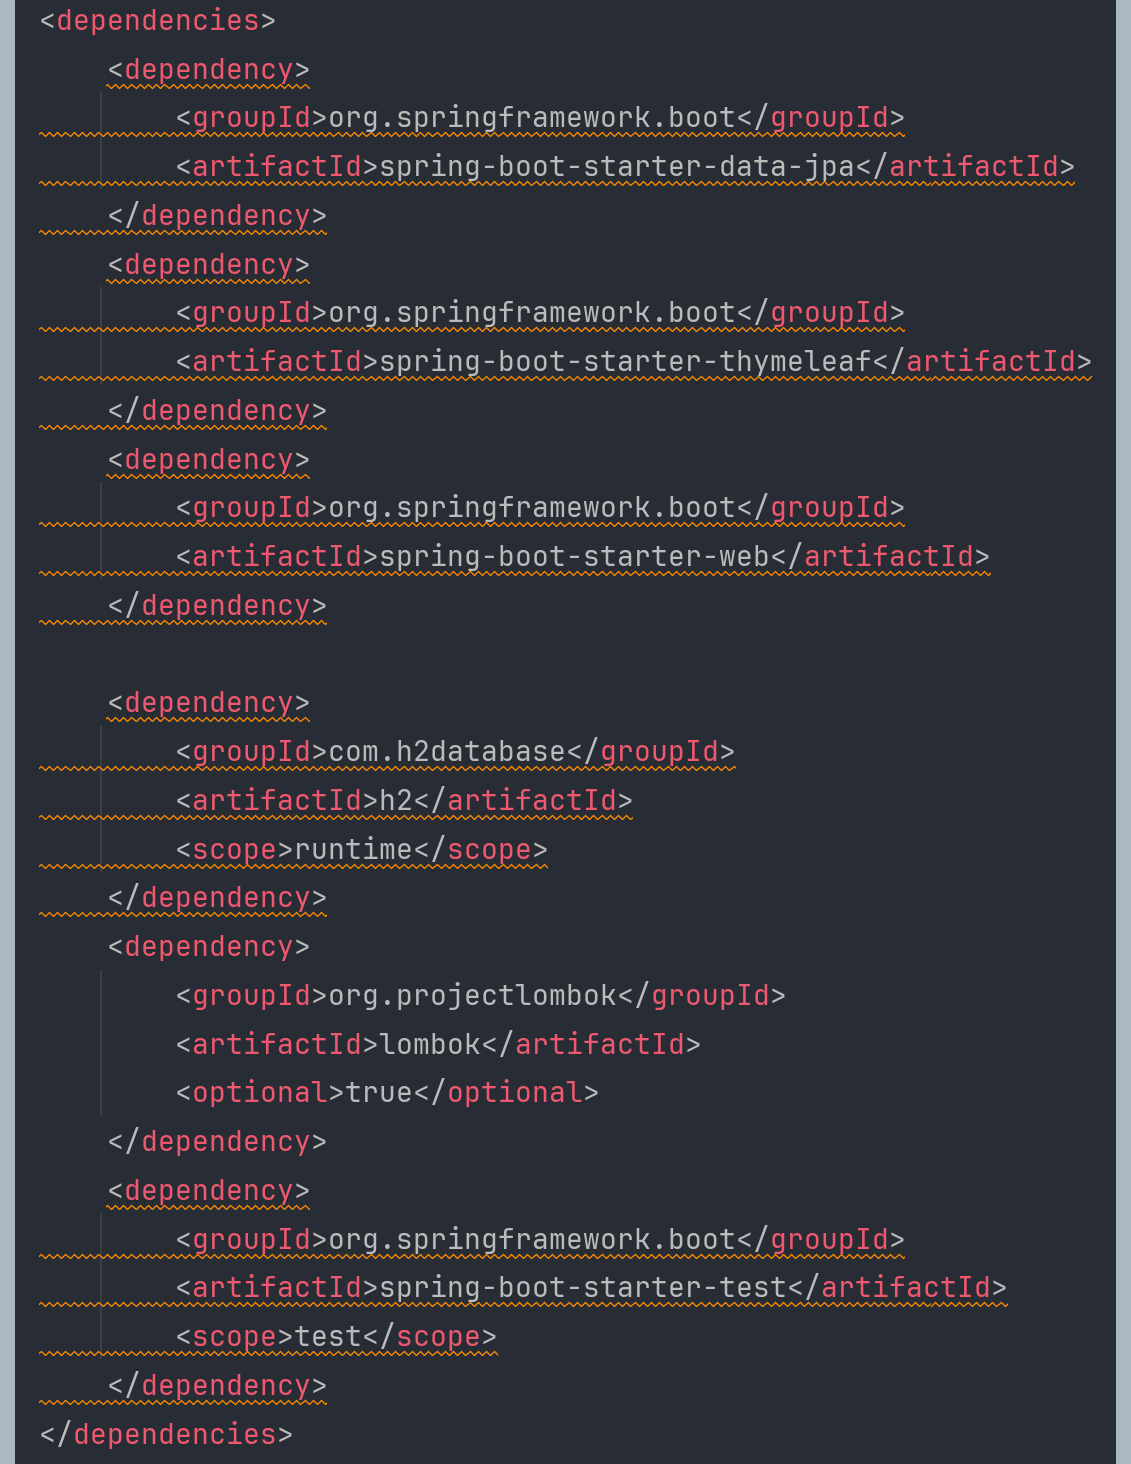 <dependencies>
    <dependency>
        <groupId>org.springframework.boot</groupId>
        <artifactId>spring-boot-starter-data-jpa</artifactId>
    </dependency>
    <dependency>
        <groupId>org.springframework.boot</groupId>
        <artifactId>spring-boot-starter-thymeleaf</artifactId>
    </dependency>
    <dependency>
        <groupId>org.springframework.boot</groupId>
        <artifactId>spring-boot-starter-web</artifactId>
    </dependency>

    <dependency>
        <groupId>com.h2database</groupId>
        <artifactId>h2</artifactId>
        <scope>runtime</scope>
    </dependency>
    <dependency>
        <groupId>org.projectlombok</groupId>
        <artifactId>lombok</artifactId>
        <optional>true</optional>
    </dependency>
    <dependency>
        <groupId>org.springframework.boot</groupId>
        <artifactId>spring-boot-starter-test</artifactId>
        <scope>test</scope>
    </dependency>
</dependencies>